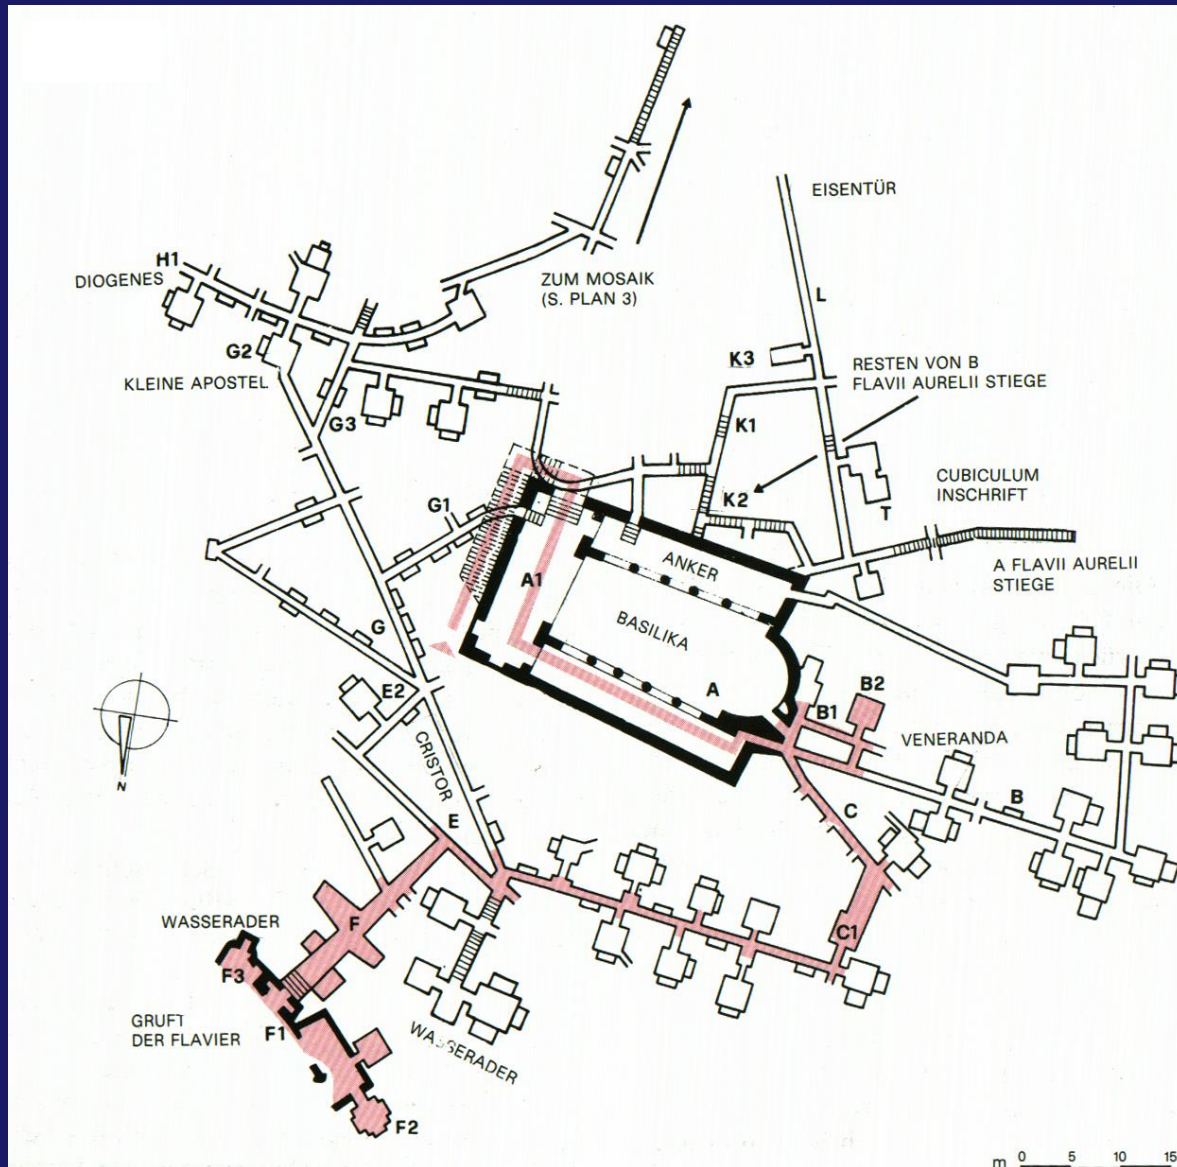 EISENTÜR
H1
DIOGENES
ZUM MOSAIK
(S. PLAN 3)
L
G2
K3
RESTEN VON B
FLAVII AURELII STIEGE
KLEINE APOSTEL
G3
K1
CUBICULUM
INSCHRIFT
G1
K2
T
ANKER
A FLAVII AURELII
STIEGE
A1
BASILIKA
G
E2
A
B2
B1
VENERANDA
N
CRISTOR
B
C
E
WASSERADER
F
C1
F3
GRUFT
DER FLAVIER
F1
WASSERADER
F2
m 0 5 10 15